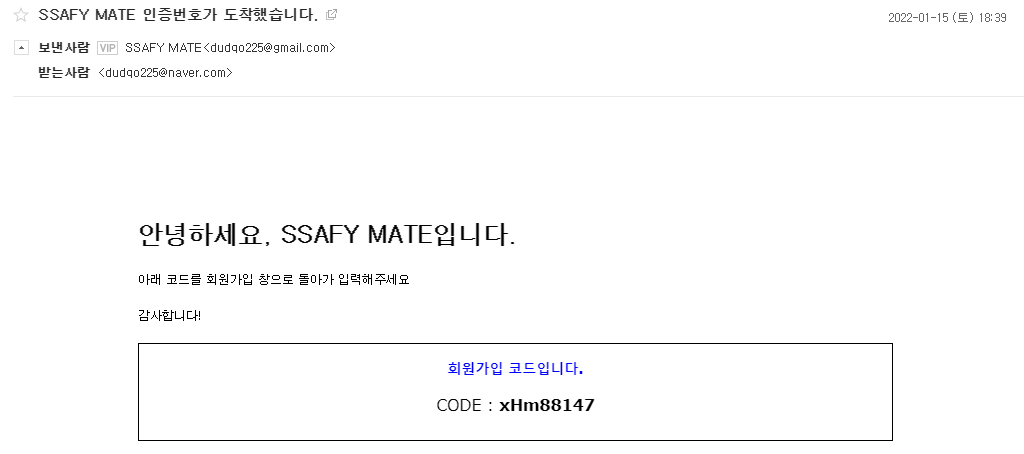 SSAFY MATE 인증번호가 도착했습니다.
2022-01-15 (토) 18:39
보낸사람 VIP SSAFY MATE<dudqo225@gmail.com>
받는사람 <dudqo225@naver.com>
안녕하세요, SSAFY MATE입니다.
아래 코드를 회원가입 창으로 돌아가 입력해주세요
감사합니다!
회원가입 코드입니다.
CODE : xHm88147